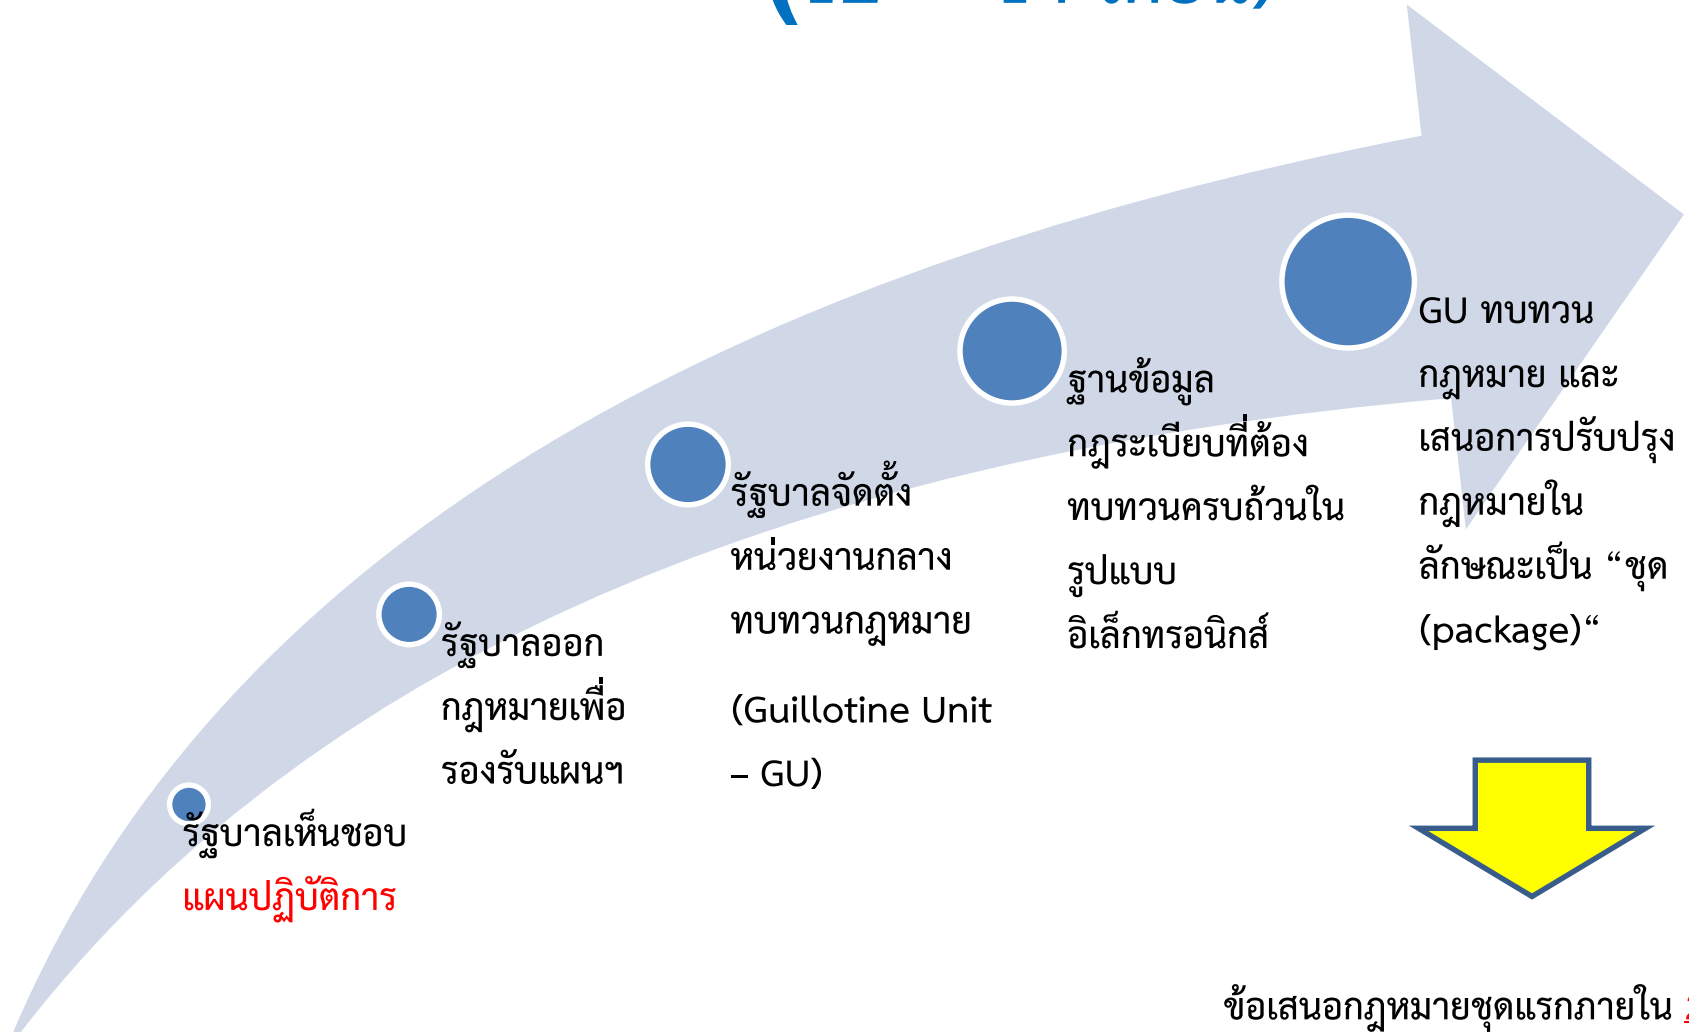 รัฐบาลเห็นชอบ
แผนปฏิบัติการ
รัฐบาลออก
กฎหมายเพื่อ
รองรับแผนฯ
รัฐบาลจัดตั้ง
หน่วยงานกลาง
ทบทวนกฎหมาย
(Guillotine Unit
– GU)
ฐานข้อมูล
กฎระเบียบที่ต้อง
ทบทวนครบถ้วนใน
รูปแบบ
อิเล็กทรอนิกส์
GU ทบทวน
กฎหมาย และ
เสนอการปรับปรุง
กฎหมายใน
ลักษณะเป็น “ชุด
(package)“
ข้อเสนอกฎหมายชุดแรกภายใน